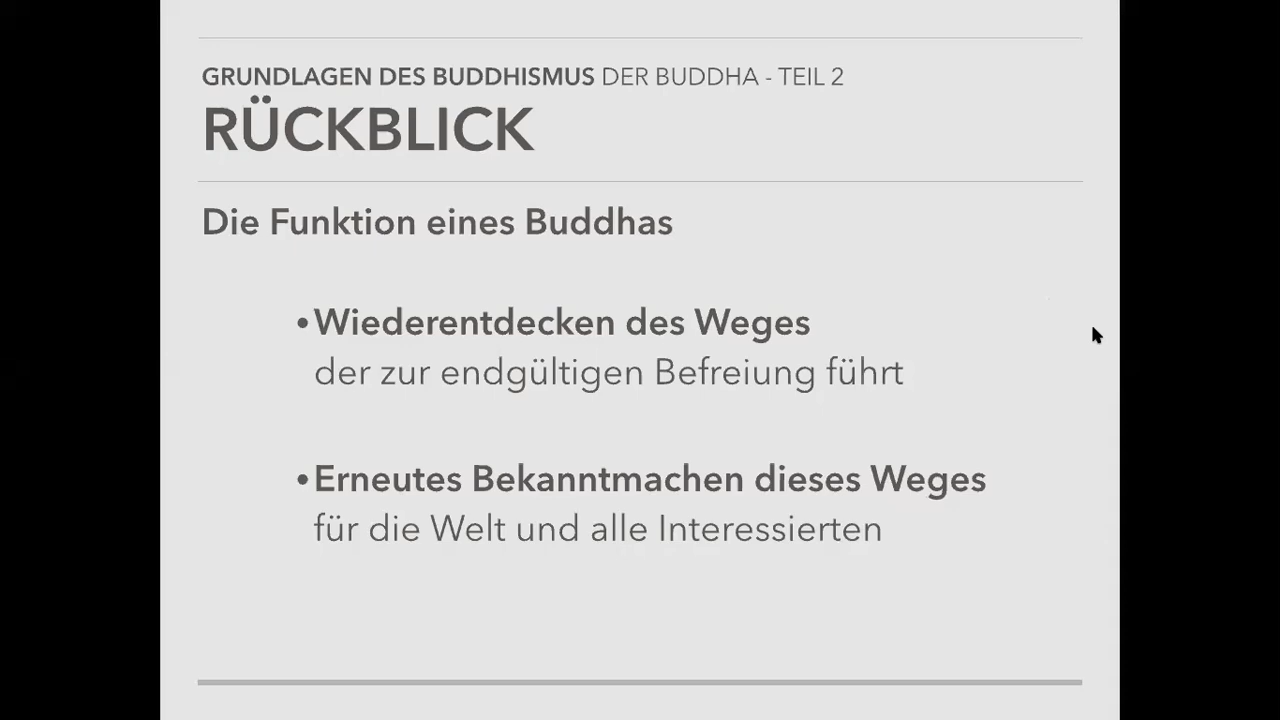 GRUNDLAGEN DES BUDDHISMUS DER BUDDHA - TEIL 2
RÜCKBLICK
Die Funktion eines Buddhas
•Wiederentdecken des Weges
der zur endgültigen Befreiung führt
•Erneutes Bekanntmachen dieses Weges
für die Welt und alle Interessierten